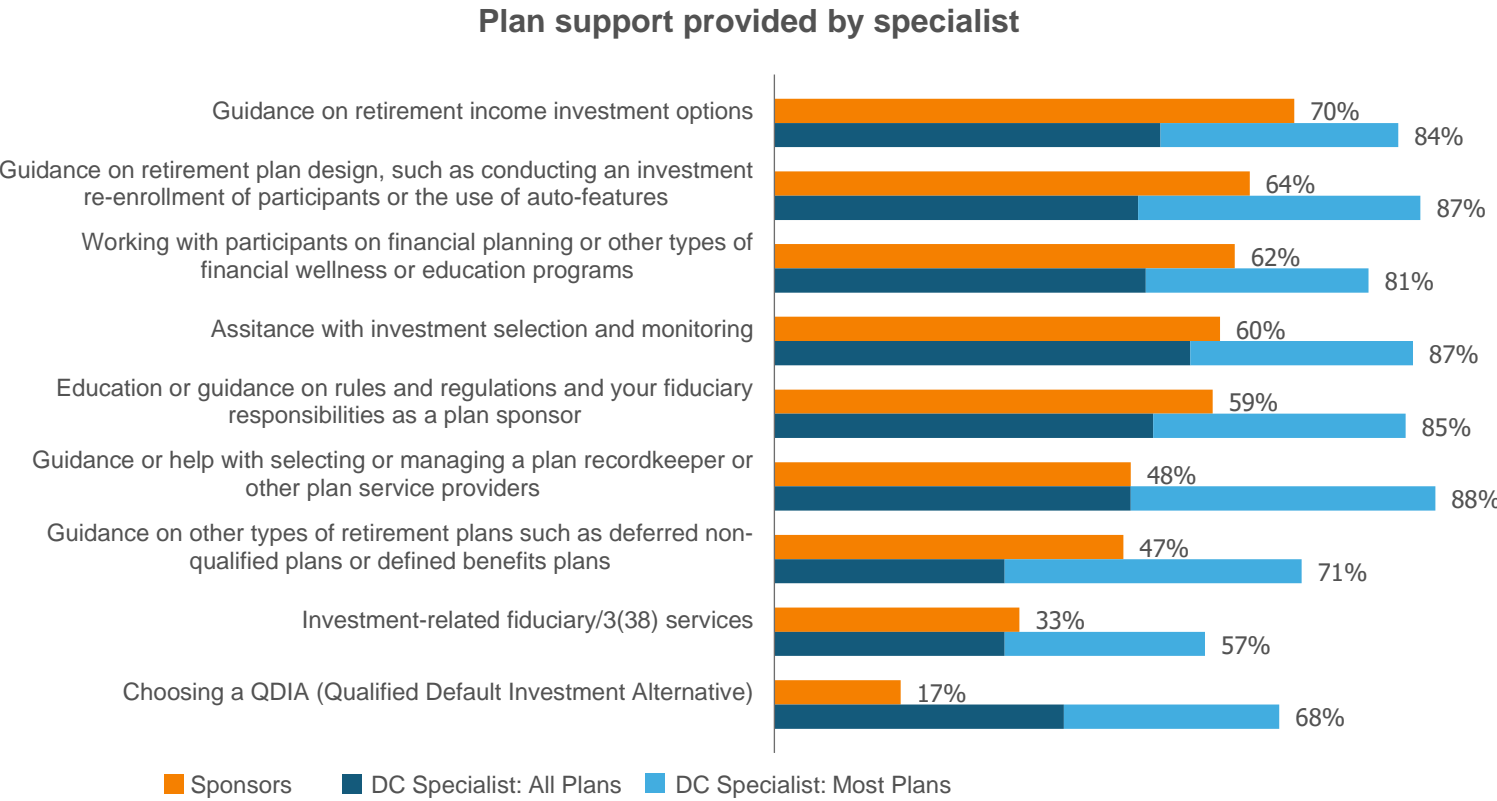 Plan support provided by specialist
Guidance on retirement income investment options
70%
84%
Guidance on retirement plan design, such as conducting an investment
re-enrollment of participants or the use of auto-features
64%
87%
Working with participants on financial planning or other types of
financial wellness or education programs
62%
81%
Assitance with investment selection and monitoring
60%
87%
Education or guidance on rules and regulations and your fiduciary
responsibilities as a plan sponsor
59%
85%
Guidance or help with selecting or managing a plan recordkeeper or
other plan service providers
48%
88%
Guidance on other types of retirement plans such as deferred non-
qualified plans or defined benefits plans
47%
71%
Investment-related fiduciary/3(38) services
33%
57%
Choosing a QDIA (Qualified Default Investment Alternative)
17%
68%
Sponsors
DC Specialist: All Plans
DC Specialist: Most Plans